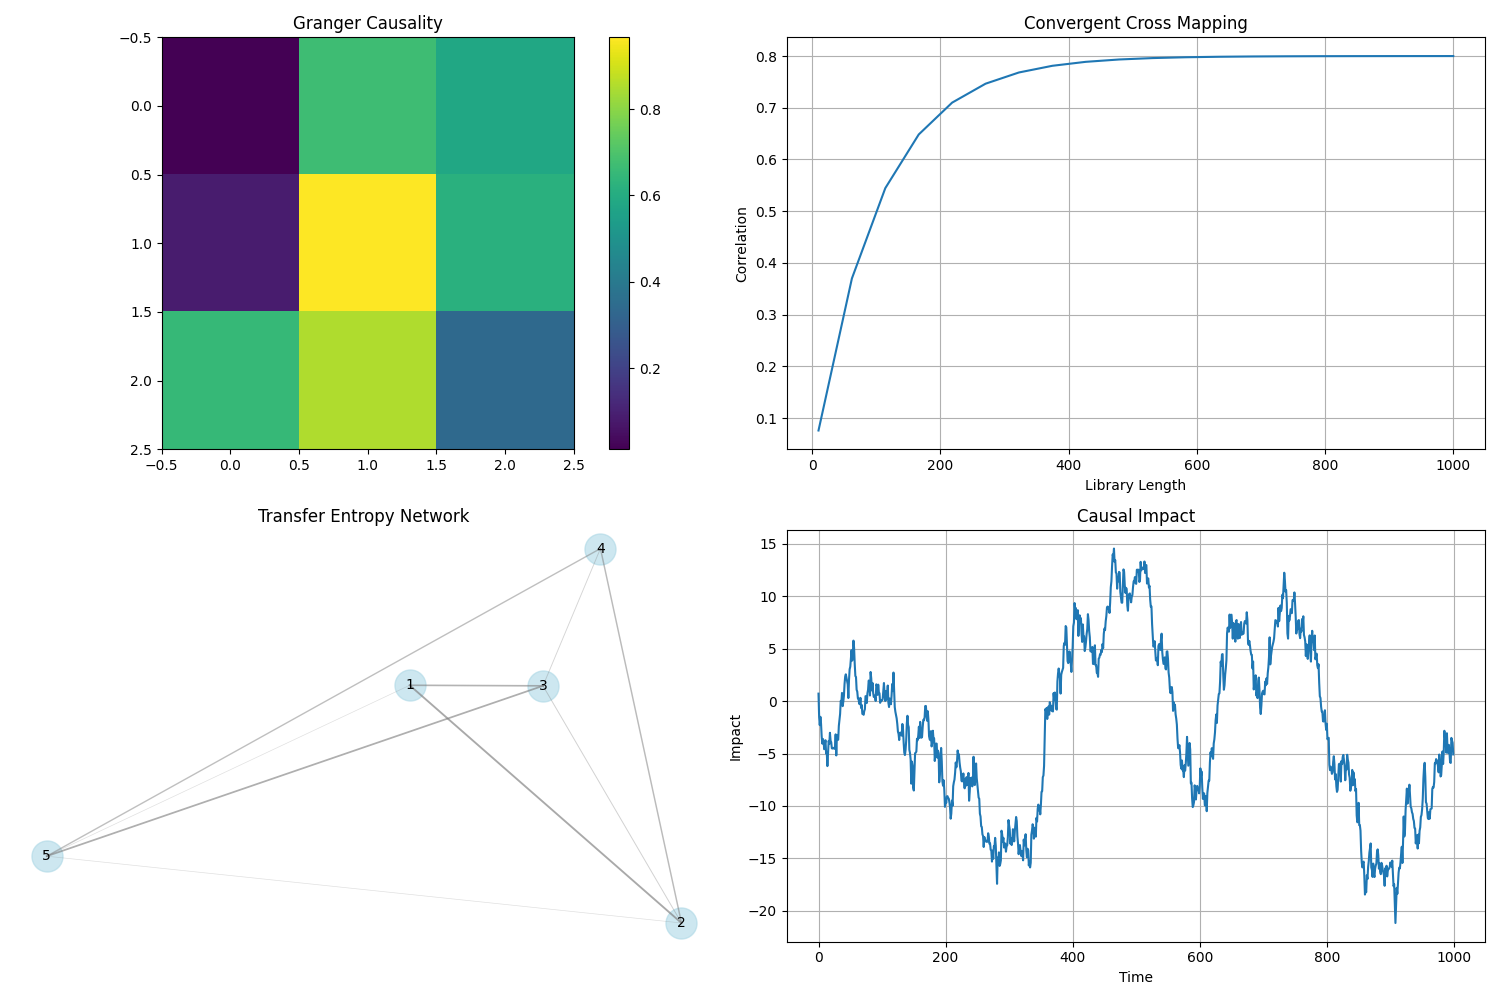 Granger Causality
−0.5
0.0
0.5
1.0
1.5
2.0
2.5
−0.5 0.0 0.5 1.0 1.5 2.0 2.5
0.8
0.6
0.4
0.2
Convergent Cross Mapping
Correlation
0.8
0.7
0.6
0.5
0.4
0.3
0.2
0.1
0 200 400 600 800 1000
Library Length
Transfer Entropy Network
4
1
3
5
2
Causal Impact
Impact
15
10
5
0
−5
−10
−15
−20
0 200 400 600 800 1000
Time